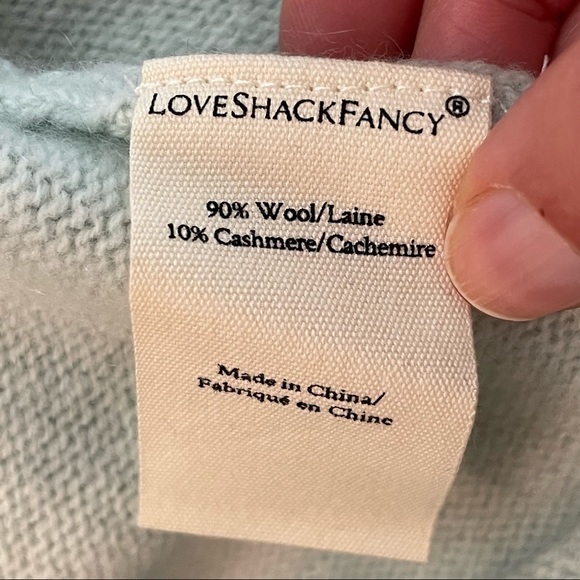 LOVESHACKFANCY®
90% Wool/Laine
10% Cashmere/Cachemire
Made in China/
Fabriqué en Chine